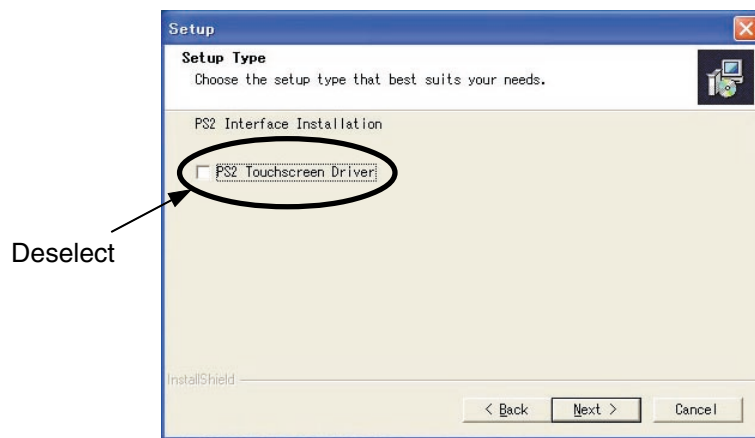 Setup
Setup Type
Choose the setup type that best suits your needs.
PS2 Interface Installation
PS2 Touchscreen Driver
Deselect
InstallShield
< Back Next > Cancel